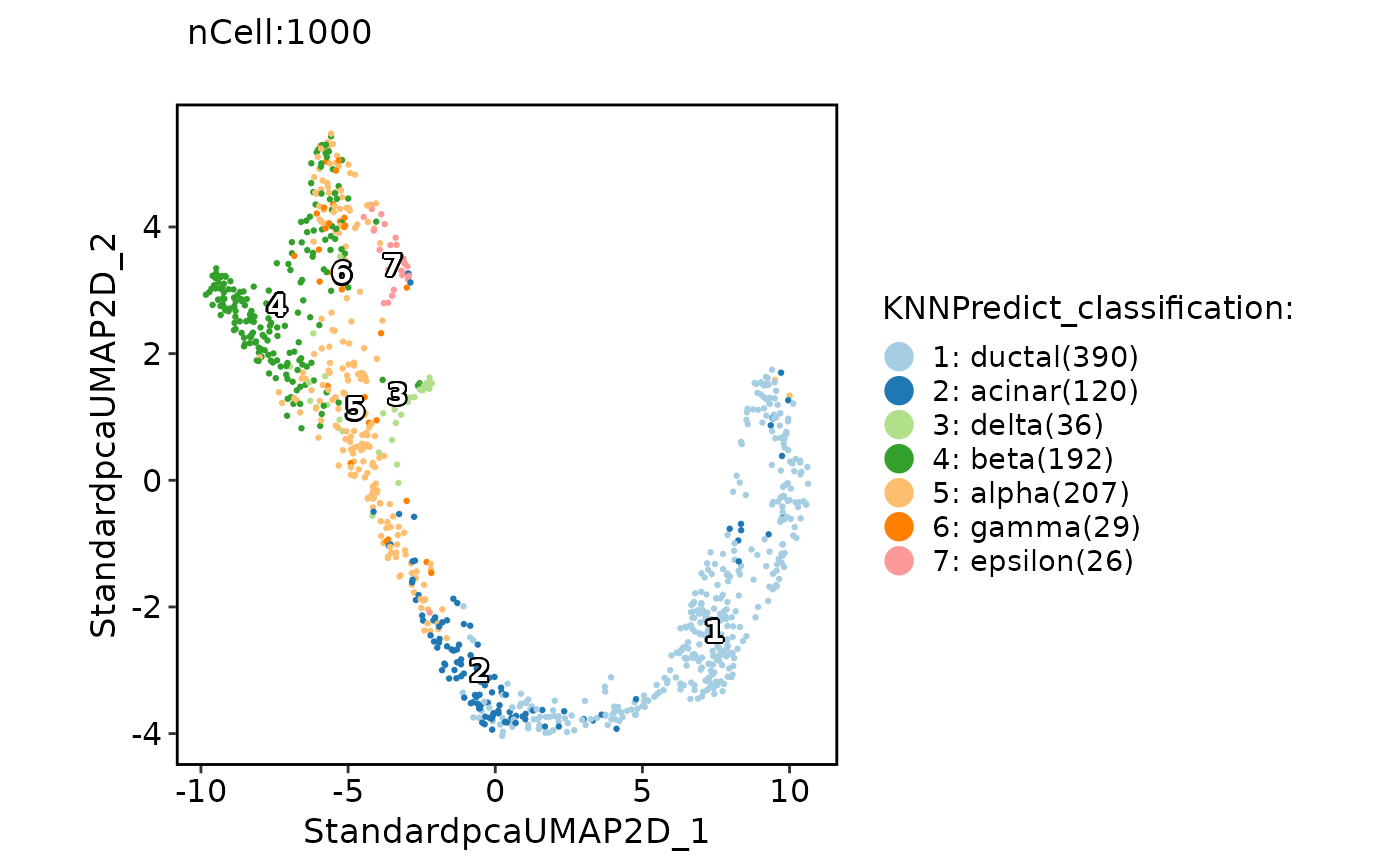 nCell:1000
StandardpcaUMAP2D_2
4
2
0
-2
-4
6
7
4
3
5
1
2
-10
-5
0
5
10
StandardpcaUMAP2D_1
KNNPredict_classification:
1: ductal(390)
2: acinar(120)
3: delta(36)
4: beta(192)
5: alpha(207)
6: gamma(29)
7: epsilon(26)